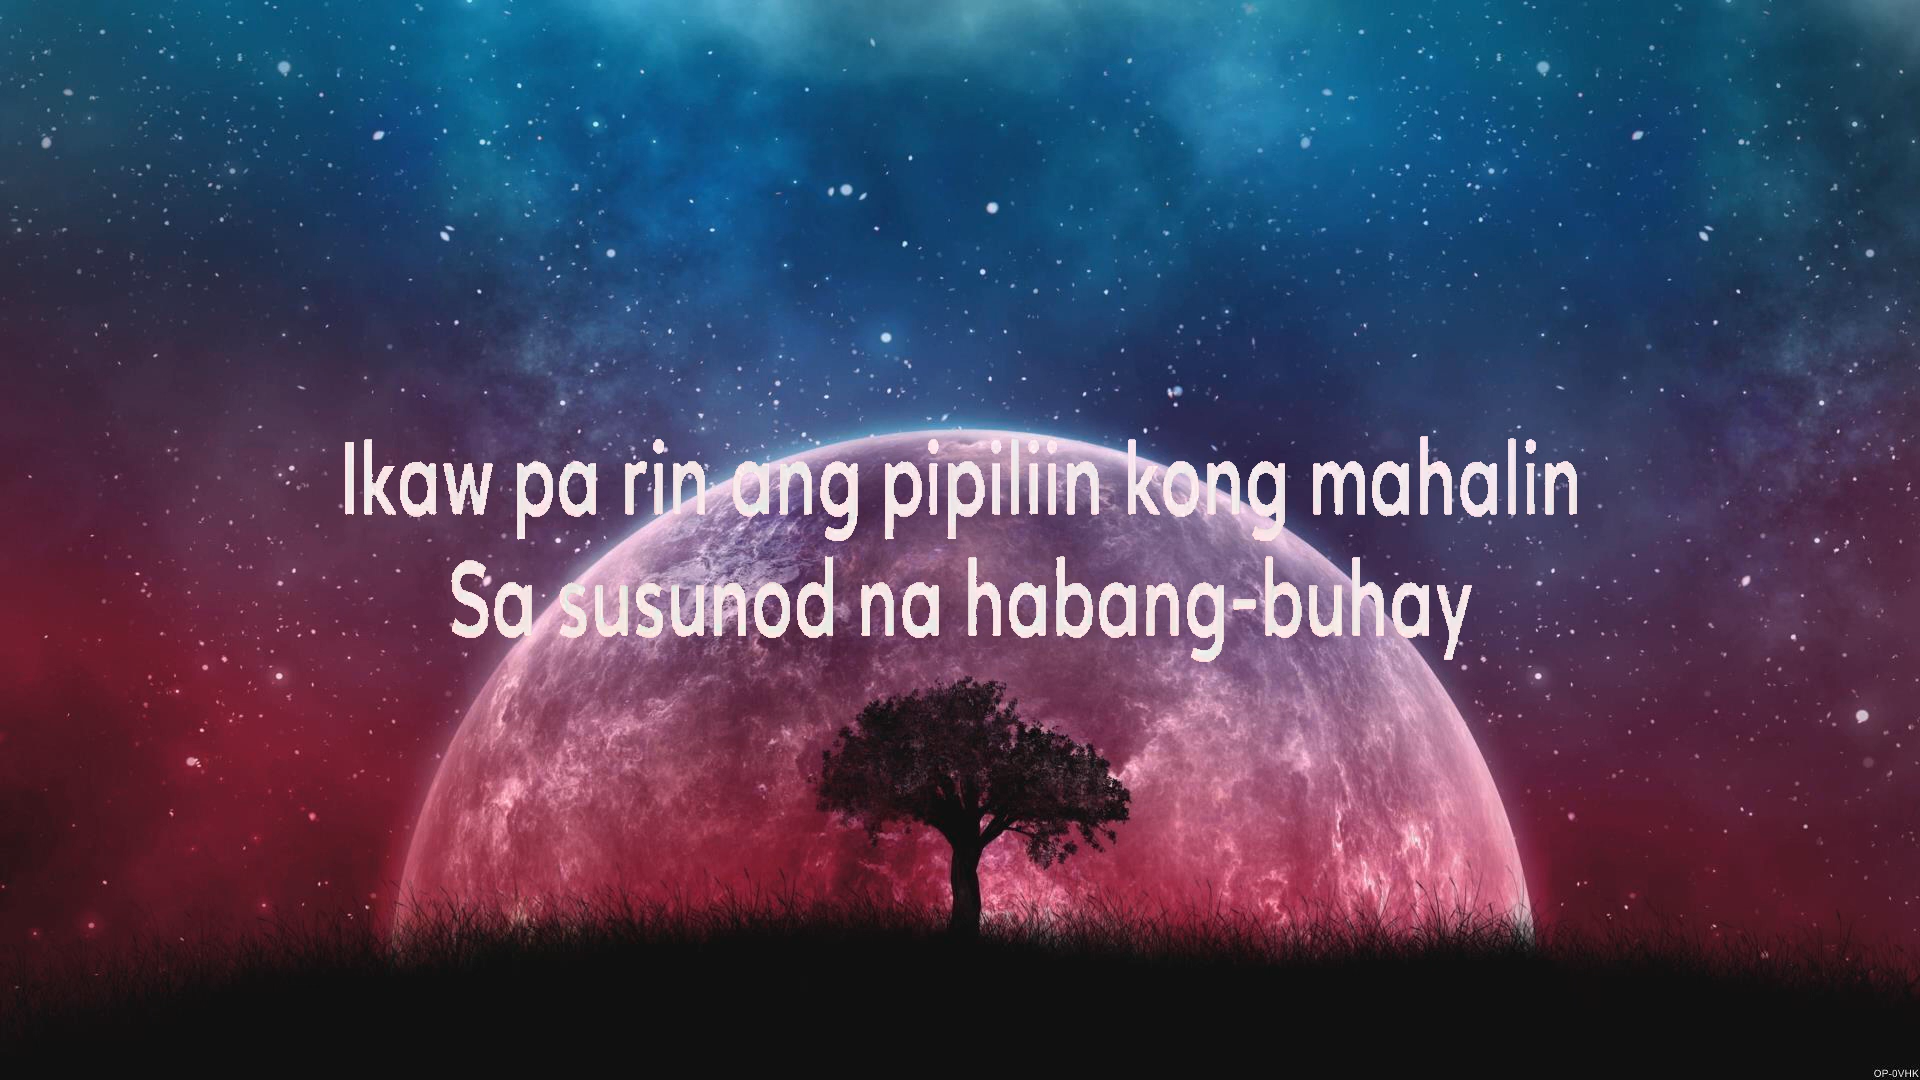 Ikaw pa rin ang pipiliin kong mahalin
Sa susunod na habang-buhay
OP-0VHK